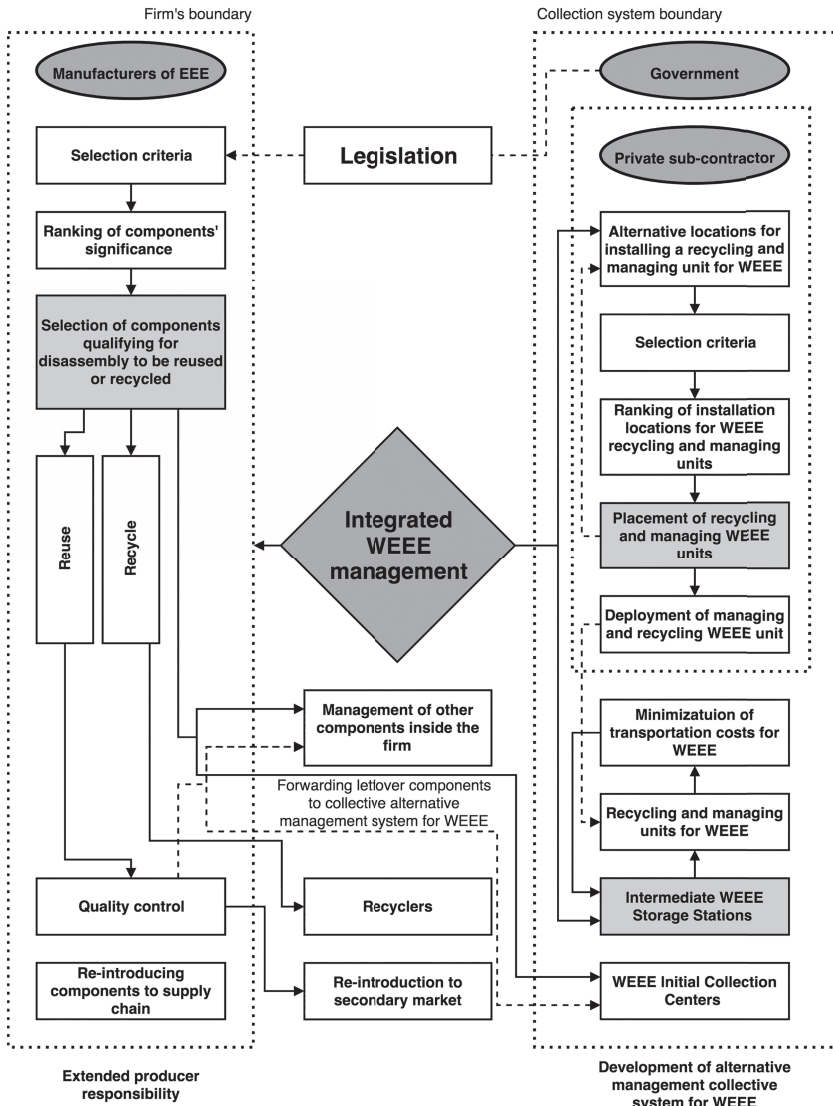 Firm's boundary
Collection system boundary
Manufacturers of EEE
Government
Selection criteria
Legislation
Private sub-contractor
Ranking of components'
significance
Alternative locations for
installing a recycling and
managing unit for WEEE
Selection of components
qualifying for
disassembly to be reused
or recycled
Selection criteria
Ranking of installation
locations for WEEE
recycling and managing
units
Reuse
Recycle
Integrated
WEEE
management
Placement of recycling
and managing WEEE
units
Deployment of managing
and recycling WEEE unit
Management of other
components inside the
firm
Minimizatuion of
transportation costs for
WEEE
Forwarding letlover components
to collective alternative
management system for WEEE
Recycling and managing
units for WEEE
Quality control
Recyclers
Intermediate WEEE
Storage Stations
Re-introducing
components to supply
chain
Re-introduction to
secondary market
WEEE Initial Collection
Centers
Extended producer
responsibility
Development of alternative
management collective
system for WEEE